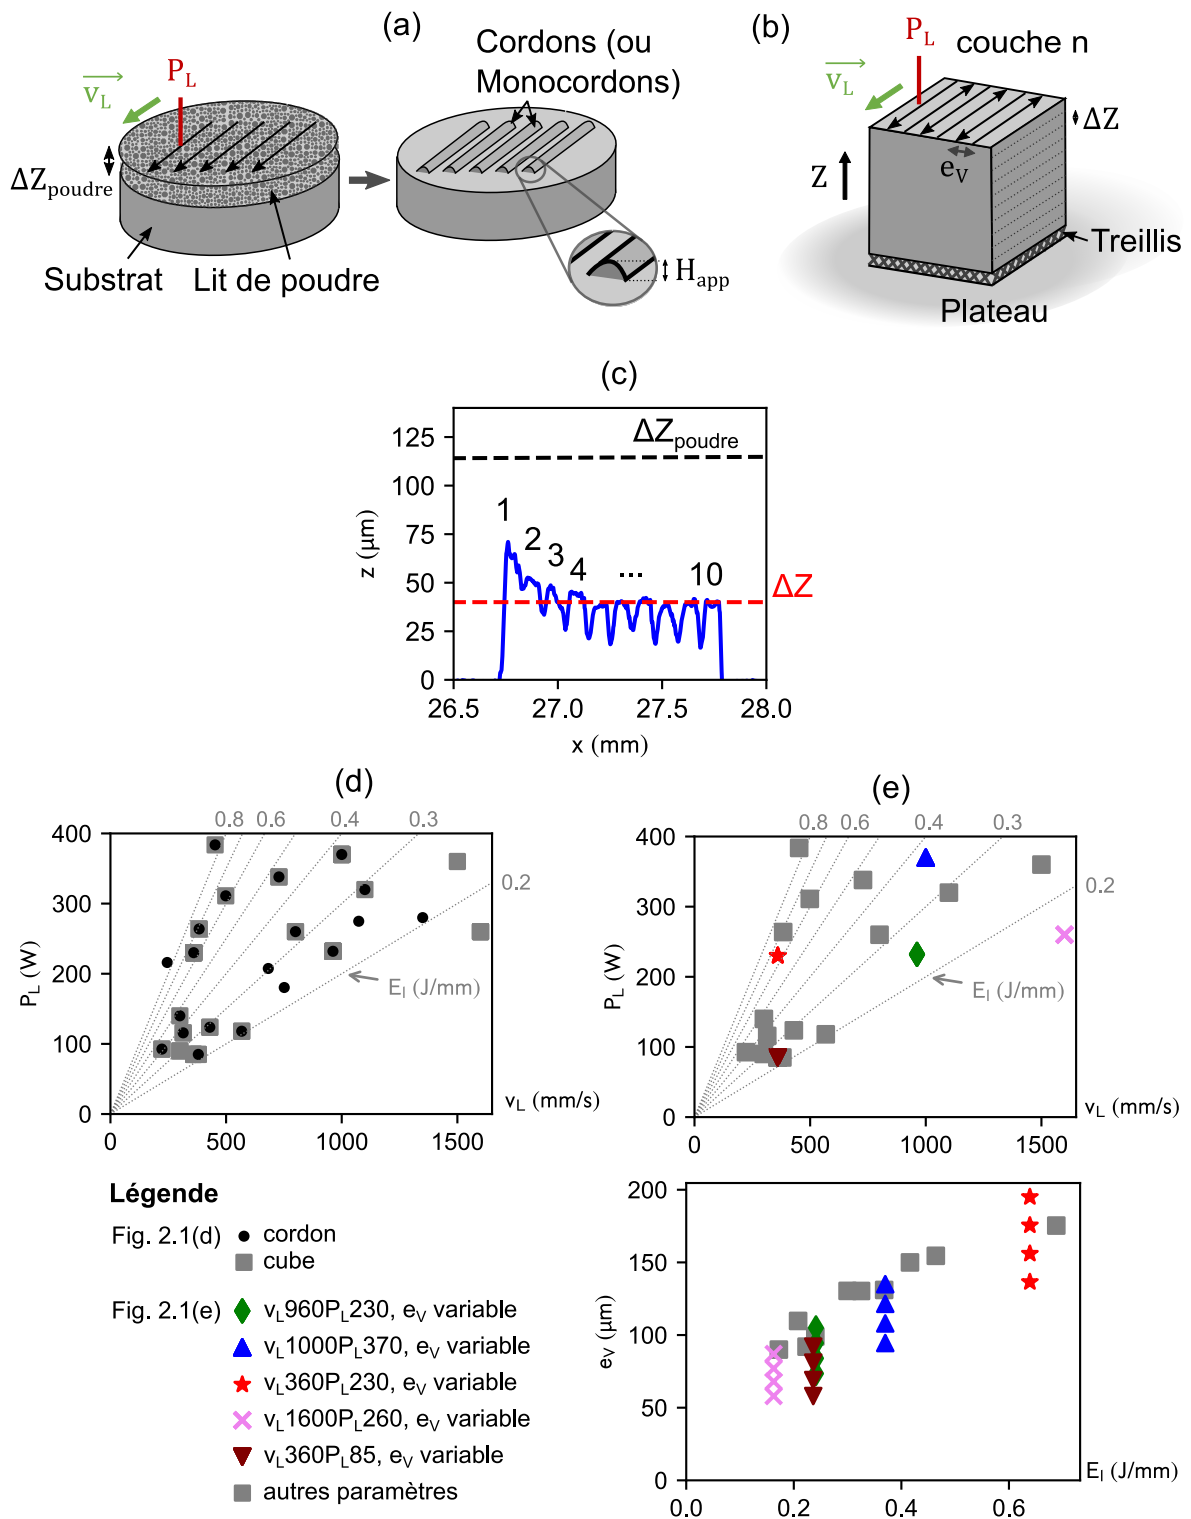 (a)
Cordons (ou
Monocordons)
v_L
P_L
ΔZ_poudre
Substrat
Lit de poudre
H_app
(b)
P_L
couche n
v_L
ΔZ
Z
e_V
Treillis
Plateau
(c)
z (µm)
125
100
75
50
25
0
ΔZ_poudre
1
2
3
4
...
10
ΔZ
26.5 27.0 27.5 28.0
x (mm)
(d)
0.8 0.6 0.4 0.3
0.2
P_L (W)
400
300
200
100
0
E_l (J/mm)
v_L (mm/s)
0 500 1000 1500
(e)
0.8 0.6 0.4 0.3
0.2
P_L (W)
400
300
200
100
0
E_l (J/mm)
v_L (mm/s)
0 500 1000 1500
Légende
Fig. 2.1(d)
cordon
cube
Fig. 2.1(e)
v_L960P_L230, e_V variable
v_L1000P_L370, e_V variable
v_L360P_L230, e_V variable
v_L1600P_L260, e_V variable
v_L360P_L85, e_V variable
autres paramètres
e_V (µm)
200
150
100
50
0
E_l (J/mm)
0.0 0.2 0.4 0.6